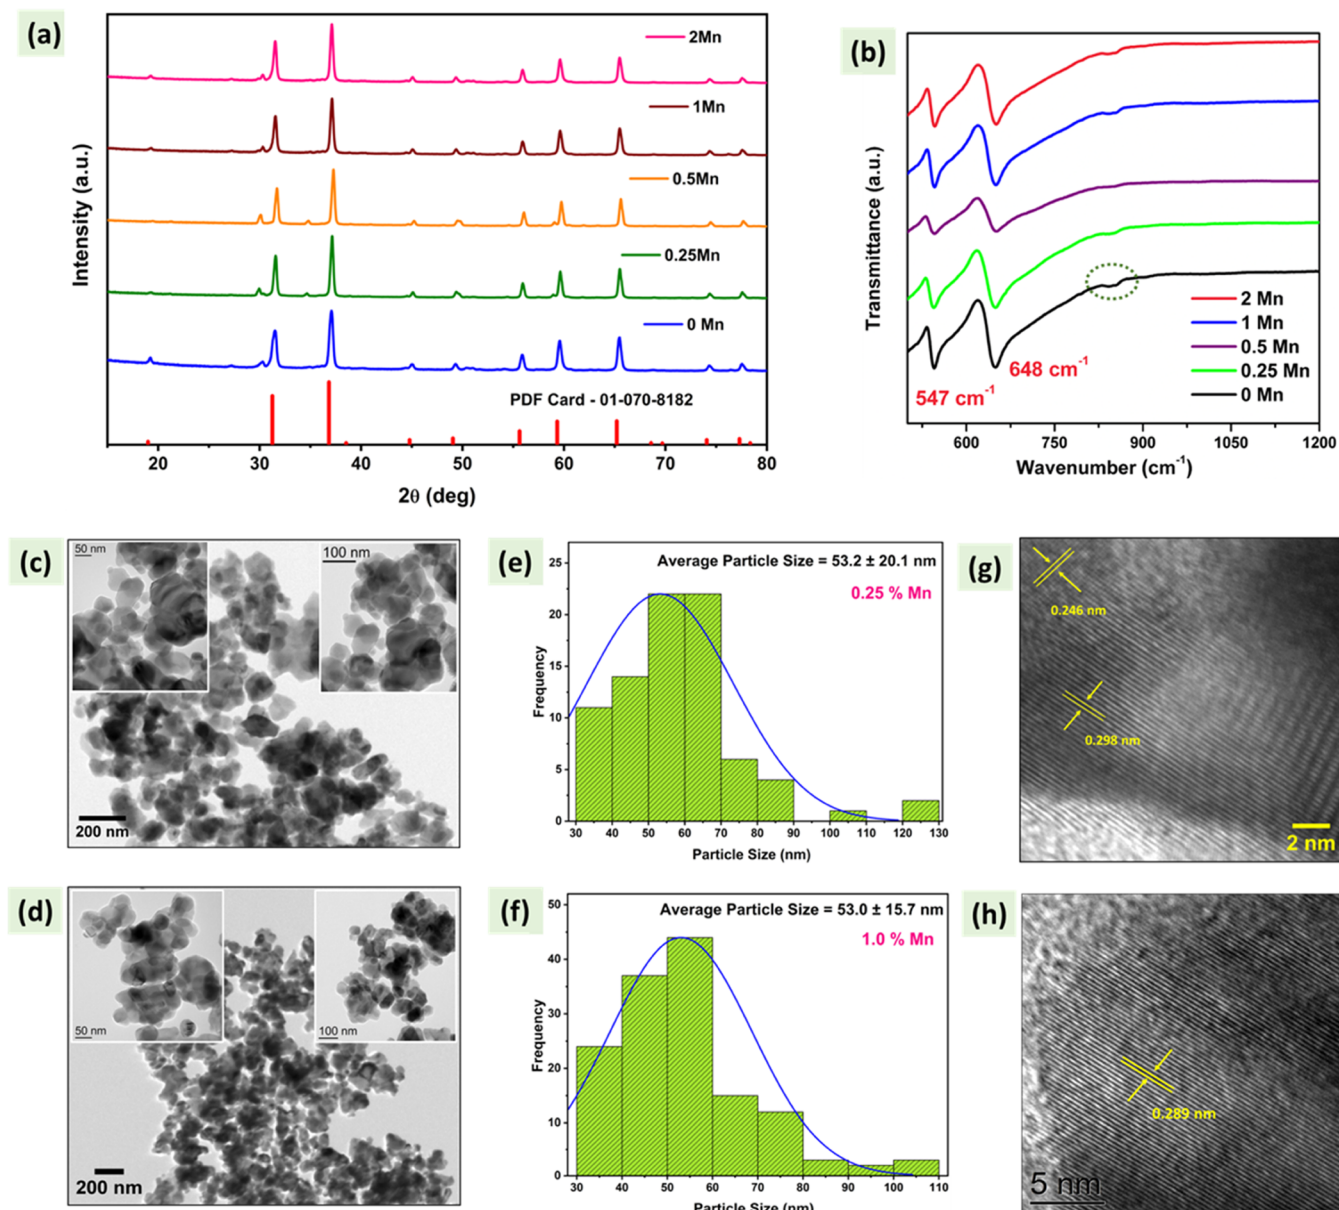 (a)
2Mn
1Mn
0.5Mn
0.25Mn
0 Mn
PDF Card - 01-070-8182
Intensity (a.u.)
20 30 40 50 60 70 80
2θ (deg)
(b)
Transmittance (a.u.)
2 Mn
1 Mn
0.5 Mn
0.25 Mn
0 Mn
648 cm⁻¹
547 cm⁻¹
600 750 900 1050 1200
Wavenumber (cm⁻¹)
(c)
50 nm
100 nm
200 nm
(e)
Average Particle Size = 53.2 ± 20.1 nm
0.25 % Mn
Frequency
25
20
15
10
5
0
30 40 50 60 70 80 90 100 110 120 130
Particle Size (nm)
(g)
0.246 nm
0.298 nm
2 nm
(d)
50 nm
100 nm
200 nm
(f)
Average Particle Size = 53.0 ± 15.7 nm
1.0 % Mn
Frequency
50
40
30
20
10
0
30 40 50 60 70 80 90 100 110
Particle Size (nm)
(h)
0.289 nm
5 nm